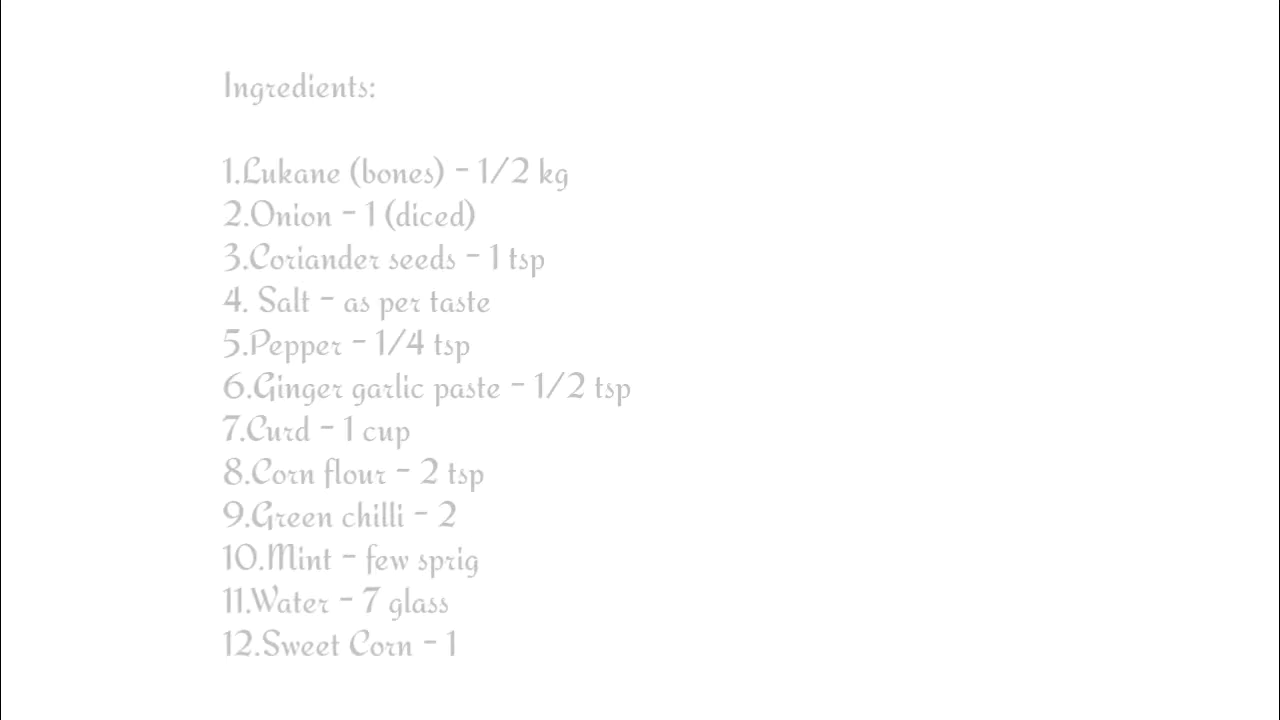 Ingredients:
1.Lukane (bones) - 1/2 kg
2.Onion - 1 (diced)
3.Coriander seeds - 1 tsp
4. Salt - as per taste
5.Pepper - 1/4 tsp
6.Ginger garlic paste - 1/2 tsp
7.Curd - 1 cup
8.Corn flour - 2 tsp
9.Green chilli - 2
10.Mint - few sprig
11.Water - 7 glass
12.Sweet Corn - 1